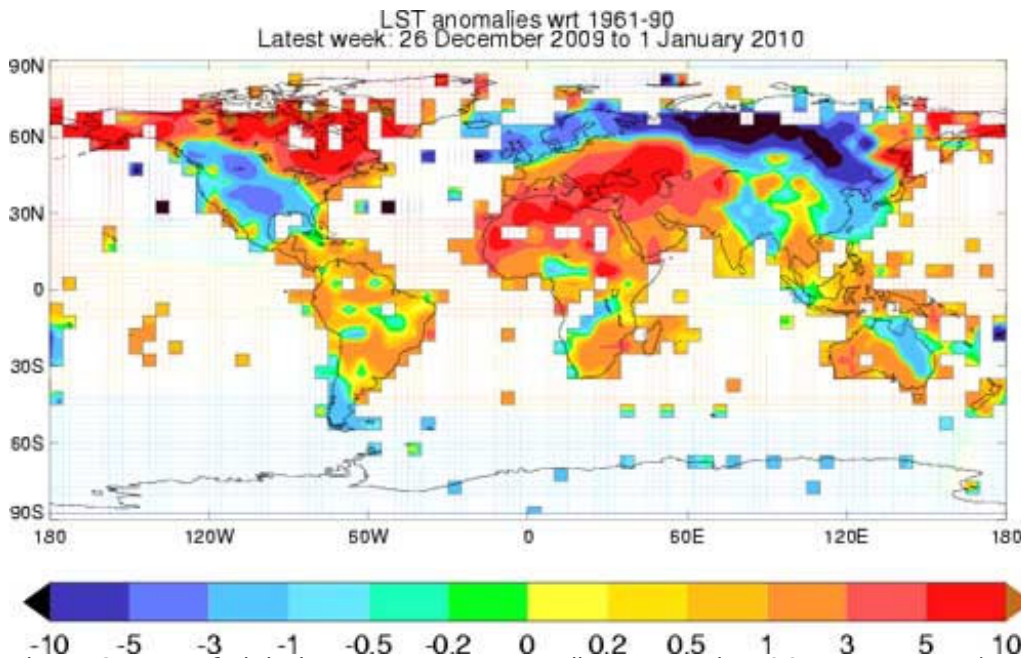 LST anomalies wrt 1961-90
Latest week: 26 December 2009 to 1 January 2010
90N
60N
30N
0
30S
60S
90S
180 120W 60W 0 60E 120E 180
-10 -5 -3 -1 -0.5 -0.2 0 0.2 0.5 1 3 5 10